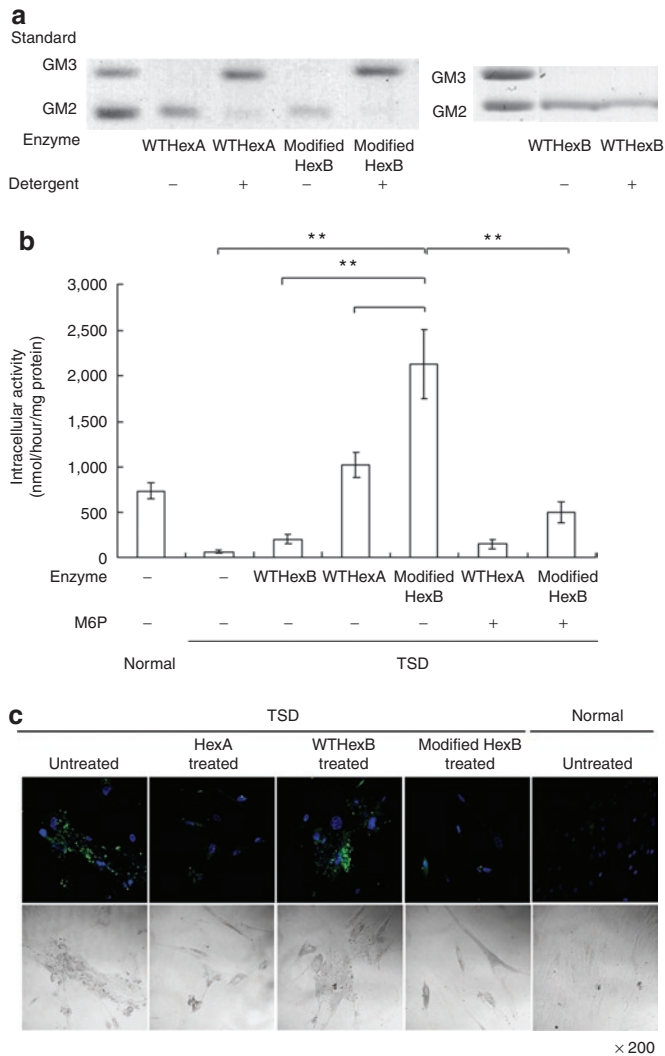 a
Standard
GM3
GM2
GM3
GM2
Enzyme WTHexA WTHexA Modified HexB Modified HexB WTHexB WTHexB
Detergent – + – + – +
b
** **
**
Intracellular activity
(nmol/hour/mg protein)
3,000
2,500
2,000
1,500
1,000
500
0
Enzyme – – WTHexB WTHexA Modified HexB WTHexA Modified HexB
M6P – – – – – + +
Normal TSD
c
TSD Normal
Untreated HexA treated WTHexB treated Modified HexB treated Untreated
× 200